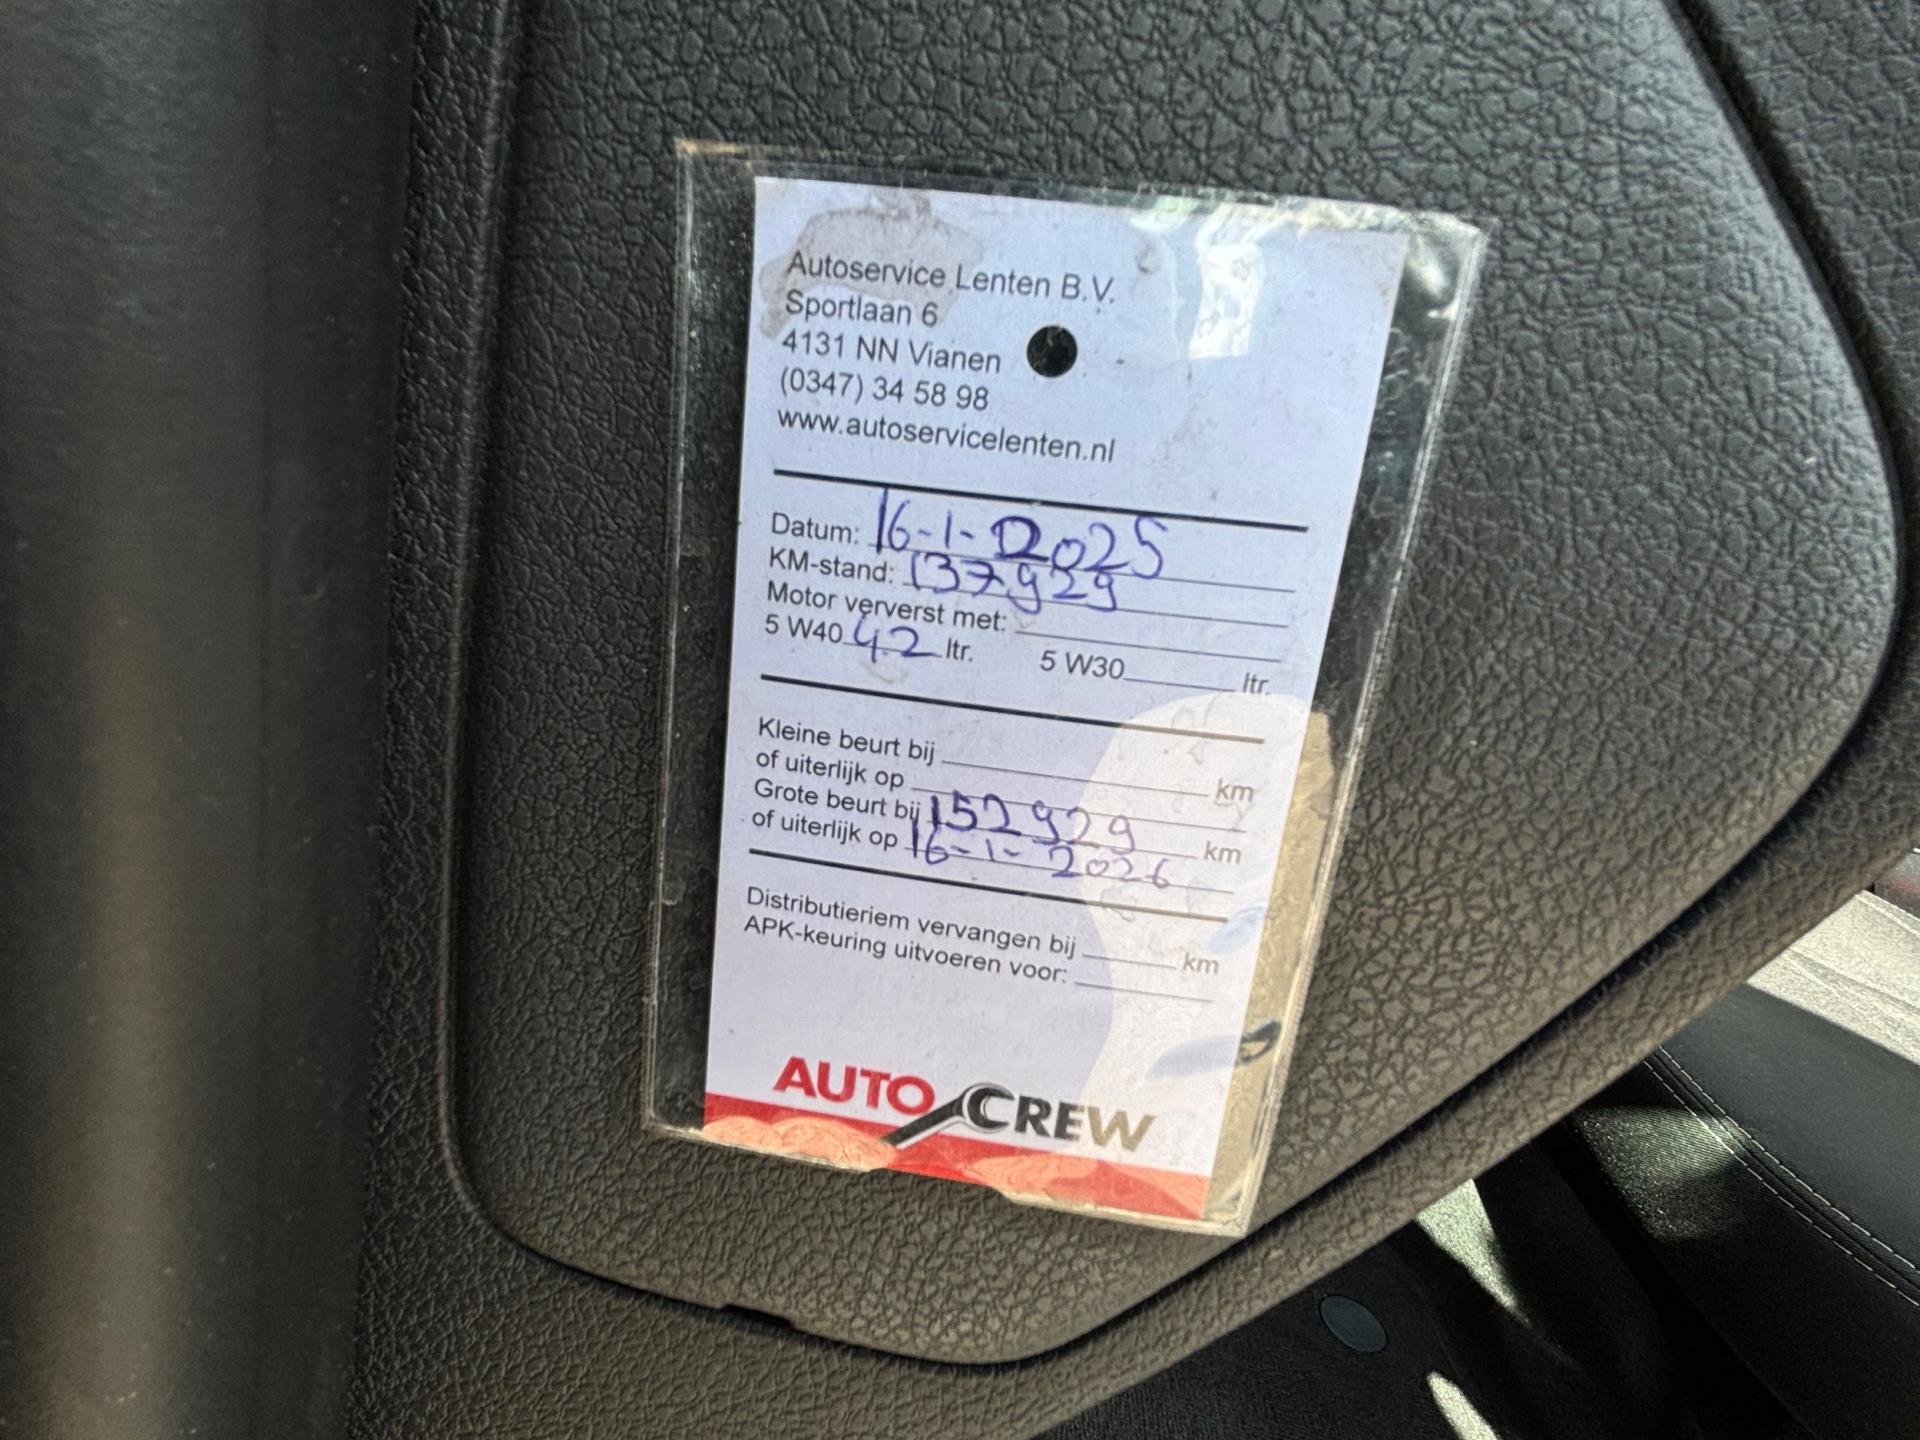 Autoservice Lenten B.V.
Sportlaan 6
4131 NN Vianen
(0347) 34 58 98
www.autoservicelenten.nl
Datum: 16-1-2025
KM-stand: 137929
Motor ververst met:
5 W40 4.2 ltr. 5 W30 ltr.
Kleine beurt bij km
of uiterlijk op
Grote beurt bij 152929 km
of uiterlijk op 16-1-2026
Distributieriem vervangen bij km
APK-keuring uitvoeren voor:
AUTO CREW